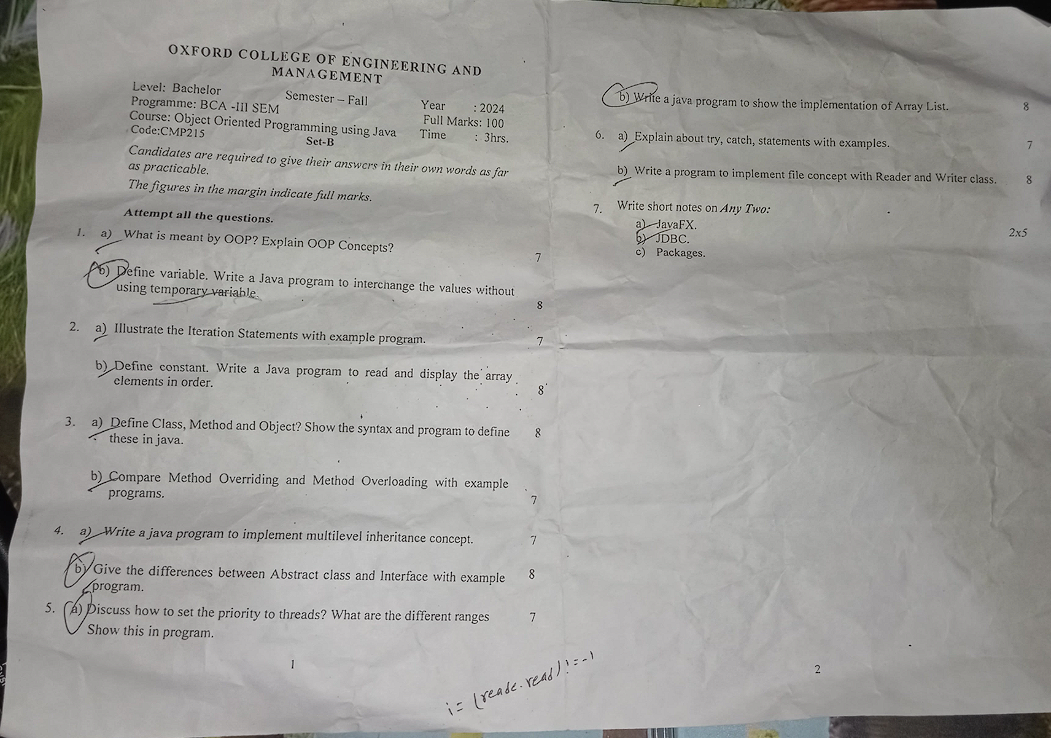 OXFORD COLLEGE OF ENGINEERING AND
MANAGEMENT
Level: Bachelor
Semester – Fall
Year : 2024
Programme: BCA -III SEM
Full Marks: 100
Course: Object Oriented Programming using Java
Time : 3hrs.
Code:CMP215
Set-B
Candidates are required to give their answers in their own words as far
as practicable.
The figures in the margin indicate full marks.
Attempt all the questions.
1. a) What is meant by OOP? Explain OOP Concepts? 7
b) Define variable. Write a Java program to interchange the values without
using temporary variable. 8
2. a) Illustrate the Iteration Statements with example program. 7
b) Define constant. Write a Java program to read and display the array
elements in order. 8
3. a) Define Class, Method and Object? Show the syntax and program to define 8
these in java.
b) Compare Method Overriding and Method Overloading with example
programs. 7
4. a) Write a java program to implement multilevel inheritance concept. 7
b) Give the differences between Abstract class and Interface with example 8
program.
5. a) Discuss how to set the priority to threads? What are the different ranges 7
Show this in program.
1
i= (reade.read) != -1
b) Write a java program to show the implementation of Array List. 8
6. a) Explain about try, catch, statements with examples. 7
b) Write a program to implement file concept with Reader and Writer class. 8
7. Write short notes on Any Two:
a) JavaFX.
b) JDBC. 2x5
c) Packages.
2